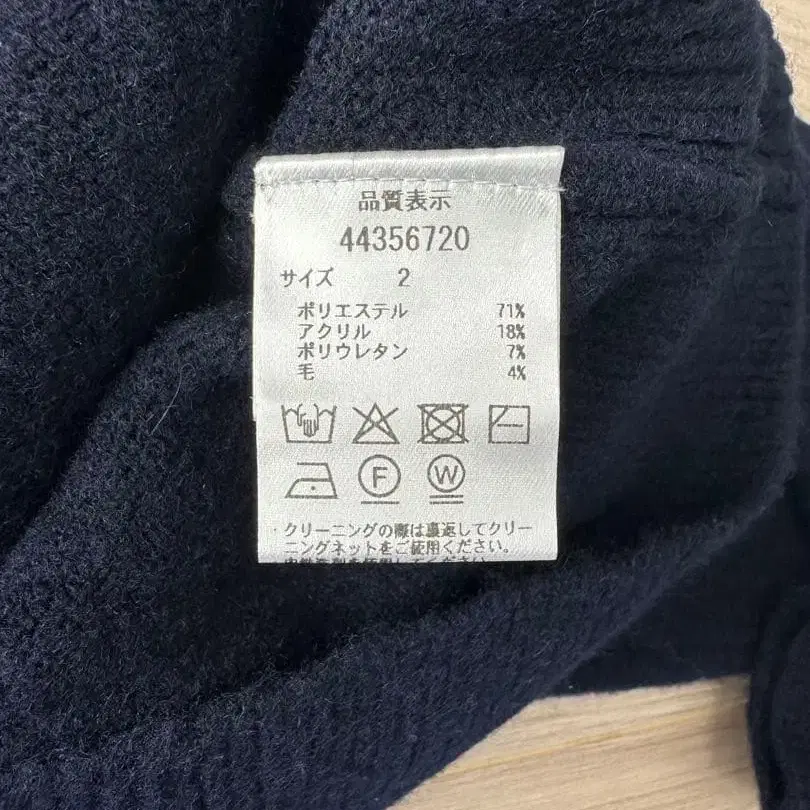 品質表示
44356720
サイズ 2
ポリエステル 71%
アクリル 18%
ポリウレタン 7%
毛 4%
F W
・クリーニングの際は裏返してクリー
ニングネットをご使用ください。